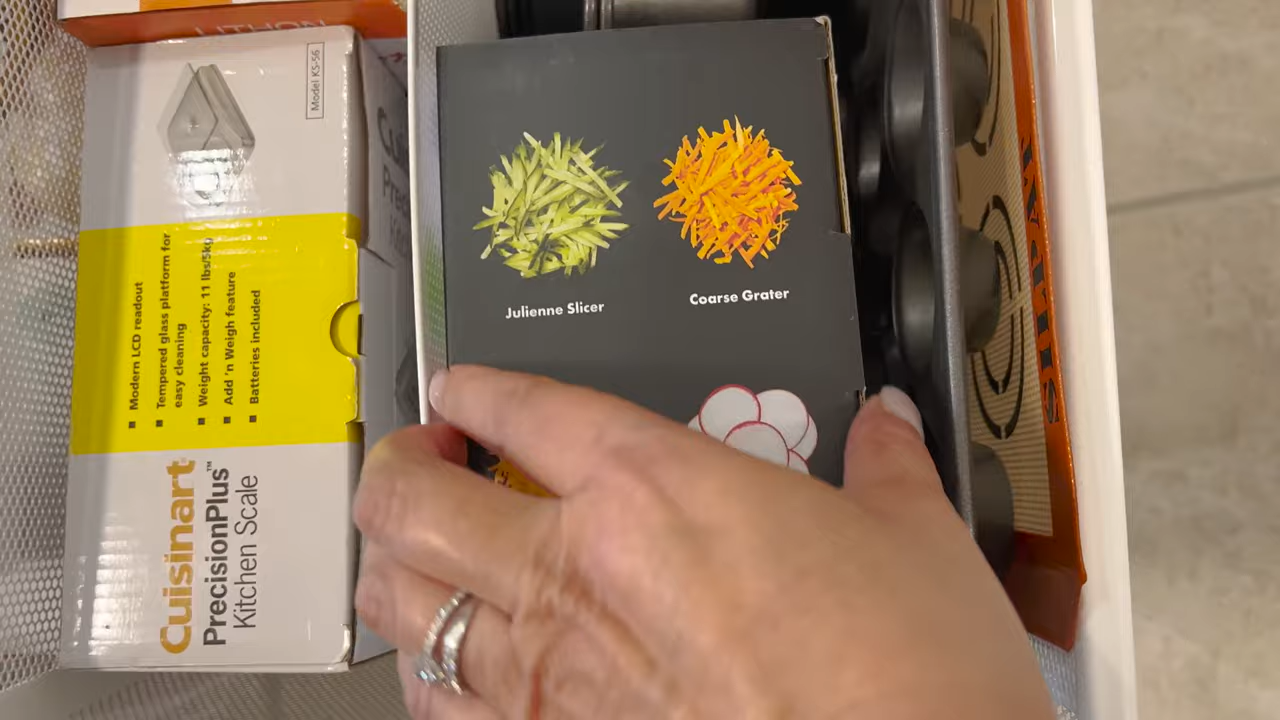 Model KS-56
■ Modern LCD readout
■ Tempered glass platform for
easy cleaning
■ Weight capacity: 11 lbs/5kg
■ Add 'n Weigh feature
■ Batteries included
Cuisinart
PrecisionPlus™
Kitchen Scale
Julienne Slicer
Coarse Grater